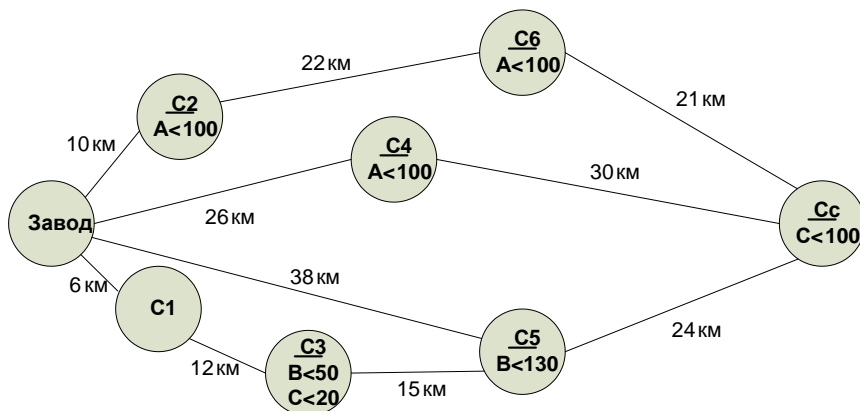 С6
A<100
22 км
С2
A<100
21 км
10 км
С4
A<100
30 км
Завод
26 км
Сс
С<100
38 км
6 км
С1
24 км
С5
В<130
12 км
С3
В<50
С<20
15 км